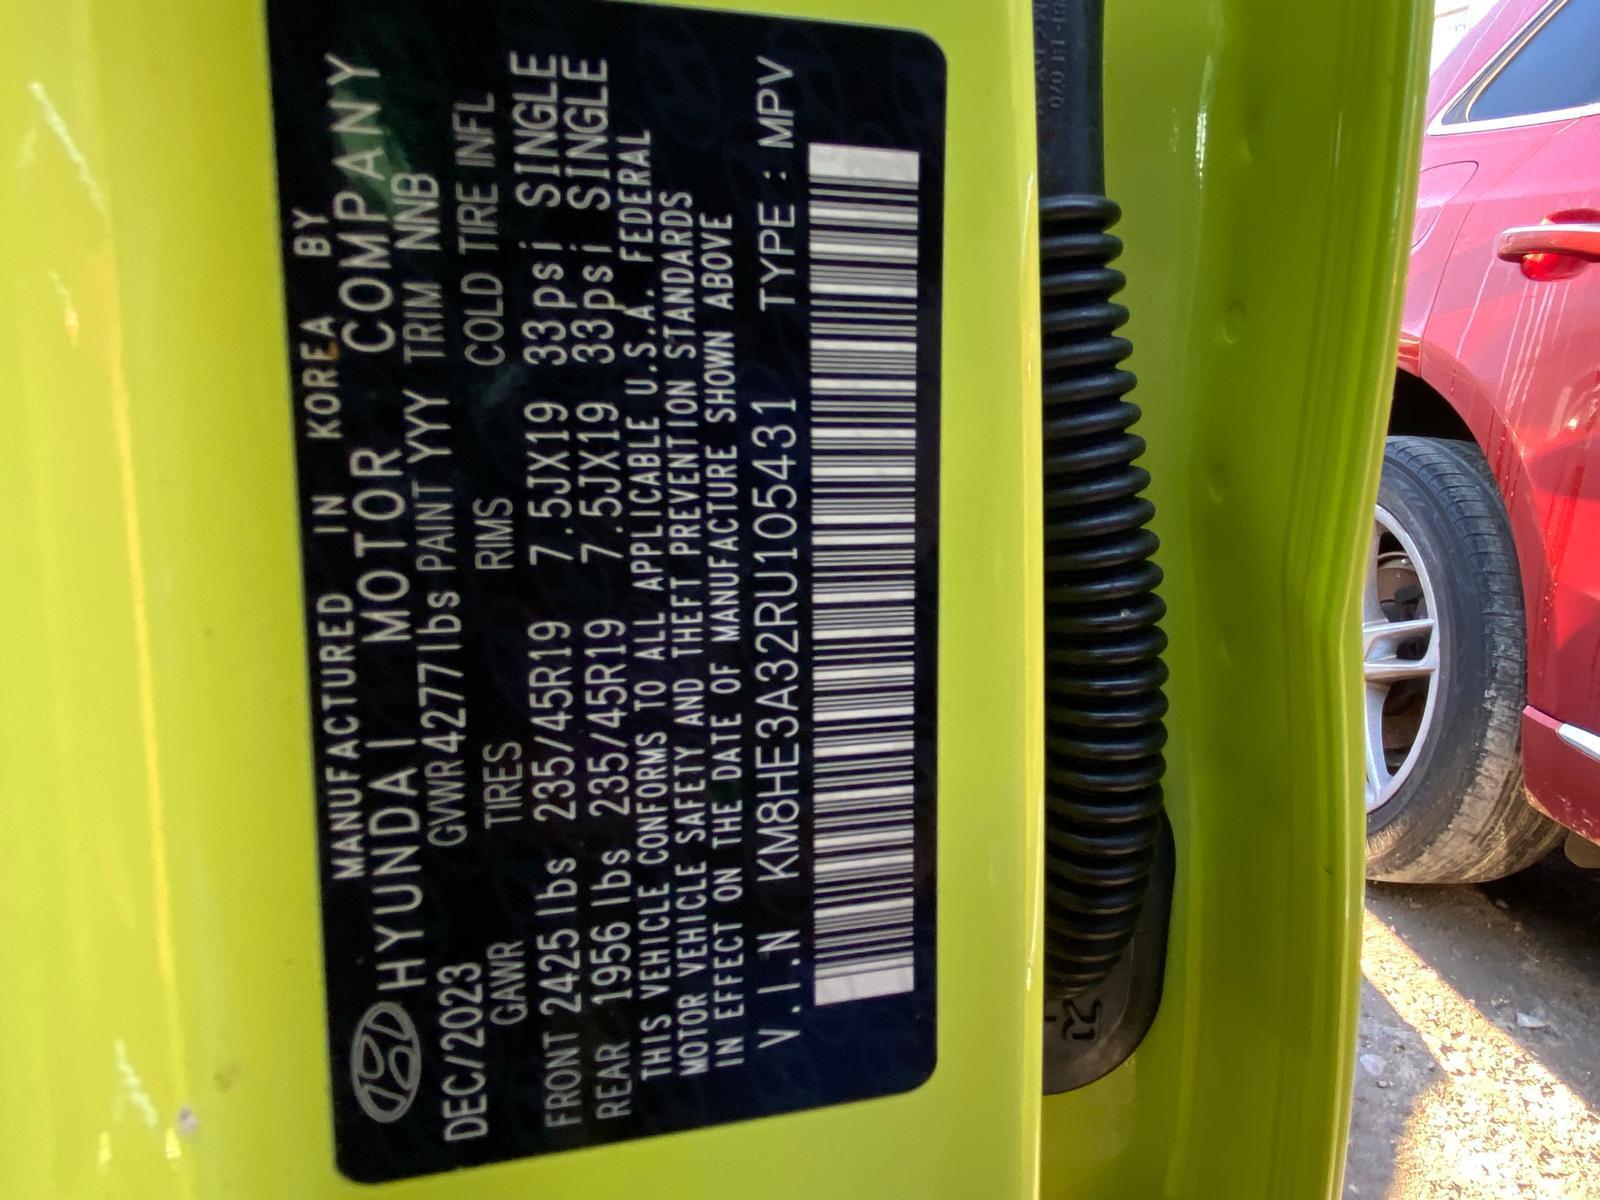 MANUFACTURED IN KOREA BY
HYUNDAI MOTOR COMPANY
DEC/2023 GVWR 4277lbs PAINT YYY TRIM NNB
GAWR TIRES RIMS COLD TIRE INFL
FRONT 2425 lbs 235/45R19 7.5JX19 33psi SINGLE
REAR 1956 lbs 235/45R19 7.5JX19 33psi SINGLE
THIS VEHICLE CONFORMS TO ALL APPLICABLE U.S.A. FEDERAL
MOTOR VEHICLE SAFETY AND THEFT PREVENTION STANDARDS
IN EFFECT ON THE DATE OF MANUFACTURE SHOWN ABOVE
V.I.N KM8HE3A32RU105431 TYPE : MPV